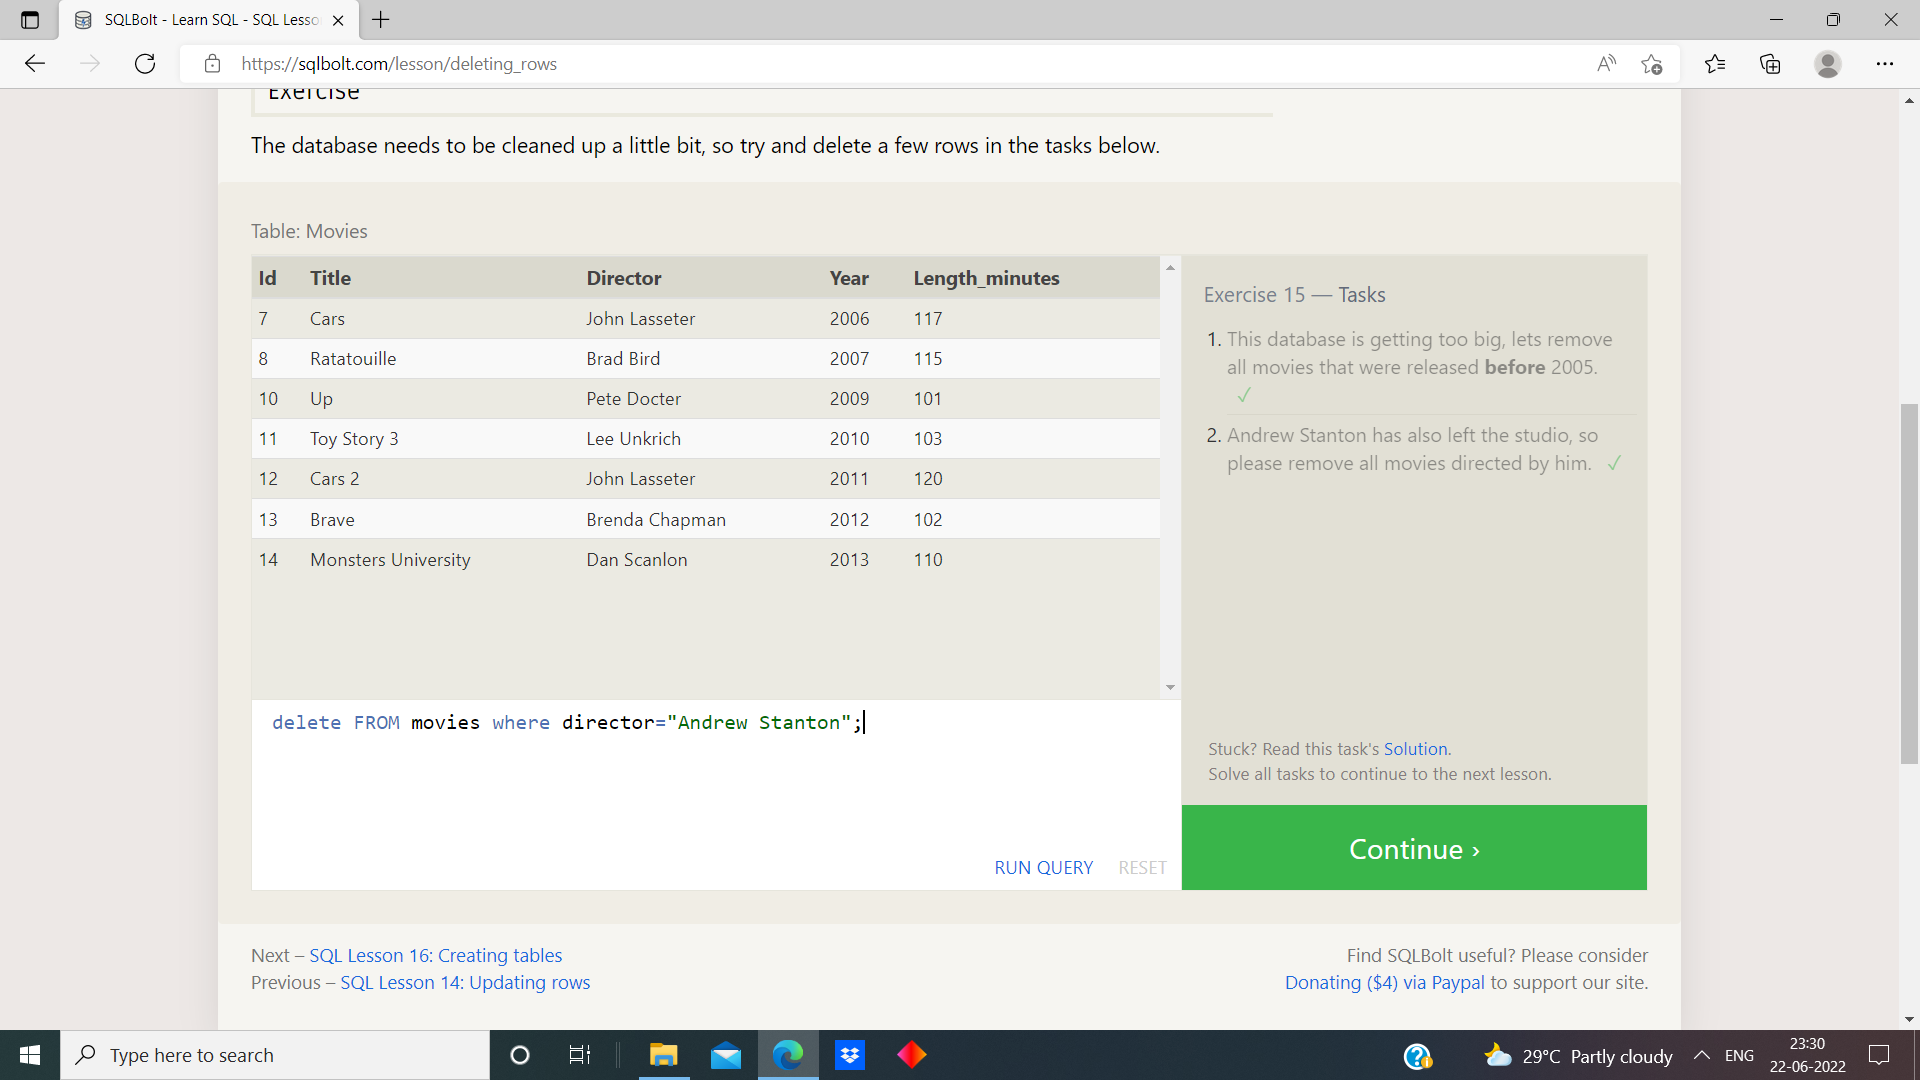 SQLBolt - Learn SQL - SQL Lesso
https://sqlbolt.com/lesson/deleting_rows
Exercise
The database needs to be cleaned up a little bit, so try and delete a few rows in the tasks below.
Table: Movies
Id Title Director Year Length_minutes
7 Cars John Lasseter 2006 117
8 Ratatouille Brad Bird 2007 115
10 Up Pete Docter 2009 101
11 Toy Story 3 Lee Unkrich 2010 103
12 Cars 2 John Lasseter 2011 120
13 Brave Brenda Chapman 2012 102
14 Monsters University Dan Scanlon 2013 110
delete FROM movies where director="Andrew Stanton";
RUN QUERY RESET
Exercise 15 — Tasks
1. This database is getting too big, lets remove
all movies that were released before 2005.
✓
2. Andrew Stanton has also left the studio, so
please remove all movies directed by him. ✓
Stuck? Read this task's Solution.
Solve all tasks to continue to the next lesson.
Continue ›
Next – SQL Lesson 16: Creating tables
Previous – SQL Lesson 14: Updating rows
Find SQLBolt useful? Please consider
Donating ($4) via Paypal to support our site.
Type here to search
29°C Partly cloudy
ENG
23:30
22-06-2022